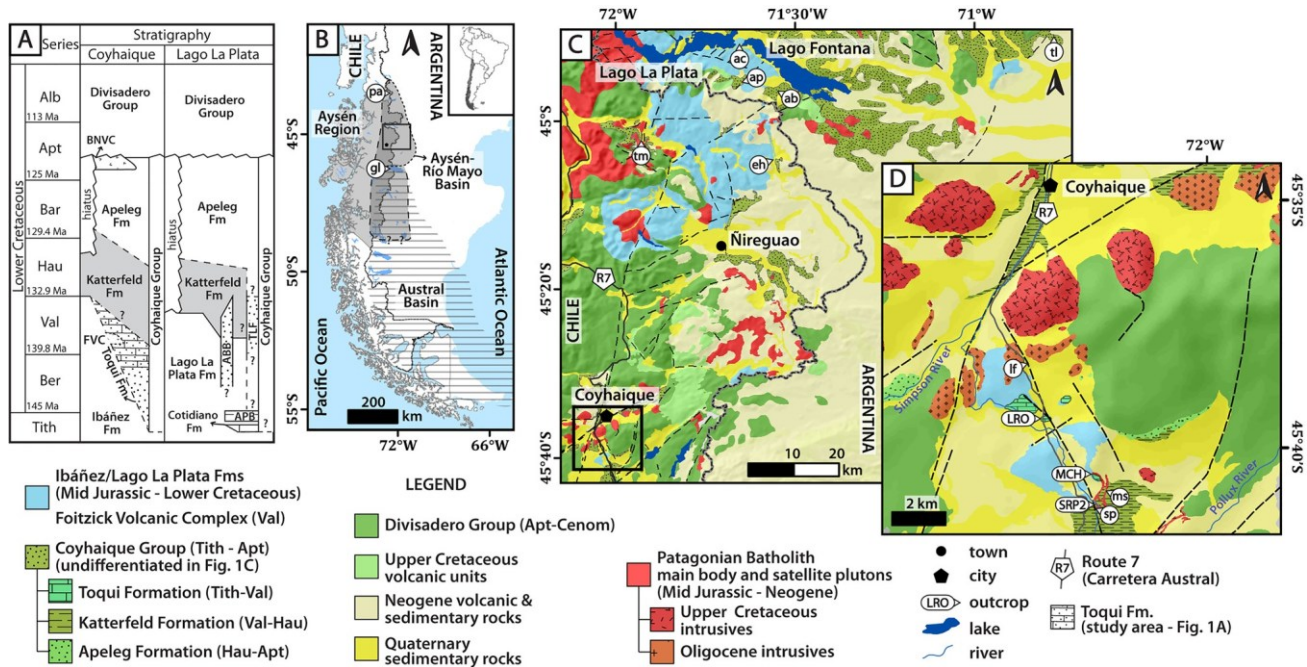 A
Series
Stratigraphy
Coyhaique
Lago La Plata
Lower Cretaceous
Alb
113 Ma
Apt
125 Ma
Bar
129.4 Ma
Hau
132.9 Ma
Val
139.8 Ma
Ber
145 Ma
Tith
Divisadero
Group
BNVC
hiatus
Apeleg
Fm
Katterfeld
Fm
?
FVC
Toqui Fm
Ibáñez
Fm
Coyhaique Group
Divisadero
Group
hiatus
Apeleg
Fm
Katterfeld
Fm
?
ABB
?
TLF
?
?
?
?
Lago La
Plata Fm
Cotidiano
Fm
APB
?
Coyhaique Group
B
CHILE
ARGENTINA
pa
Aysén
Region
gl
Aysén-
Río Mayo
Basin
?
?
Austral
Basin
Pacific Ocean
Atlantic Ocean
200
km
45°S
50°S
55°S
72°W
66°W
C
72°W
71°30'W
71°W
Lago Fontana
Lago La Plata
ac
ap
ab
tl
tm
eh
Ñireguao
R7
CHILE
ARGENTINA
Coyhaique
45°S
45°20'S
45°40'S
10 20
km
D
72°W
Coyhaique
R7
45°35'S
45°40'S
Simpson River
Pollux River
lf
LRO
MCH
SRP2
ms
sp
2 km
LEGEND
Ibáñez/Lago La Plata Fms
(Mid Jurassic - Lower Cretaceous)
Foitzick Volcanic Complex (Val)
Coyhaique Group (Tith - Apt)
(undifferentiated in Fig. 1C)
Toqui Formation (Tith-Val)
Katterfeld Formation (Val-Hau)
Apeleg Formation (Hau-Apt)
Divisadero Group (Apt-Cenom)
Upper Cretaceous
volcanic units
Neogene volcanic &
sedimentary rocks
Quaternary
sedimentary rocks
Patagonian Batholith
main body and satellite plutons
(Mid Jurassic - Neogene)
Upper Cretaceous
intrusives
Oligocene intrusives
town
city
LRO
outcrop
lake
river
R7
Route 7
(Carretera Austral)
Toqui Fm.
(study area - Fig. 1A)